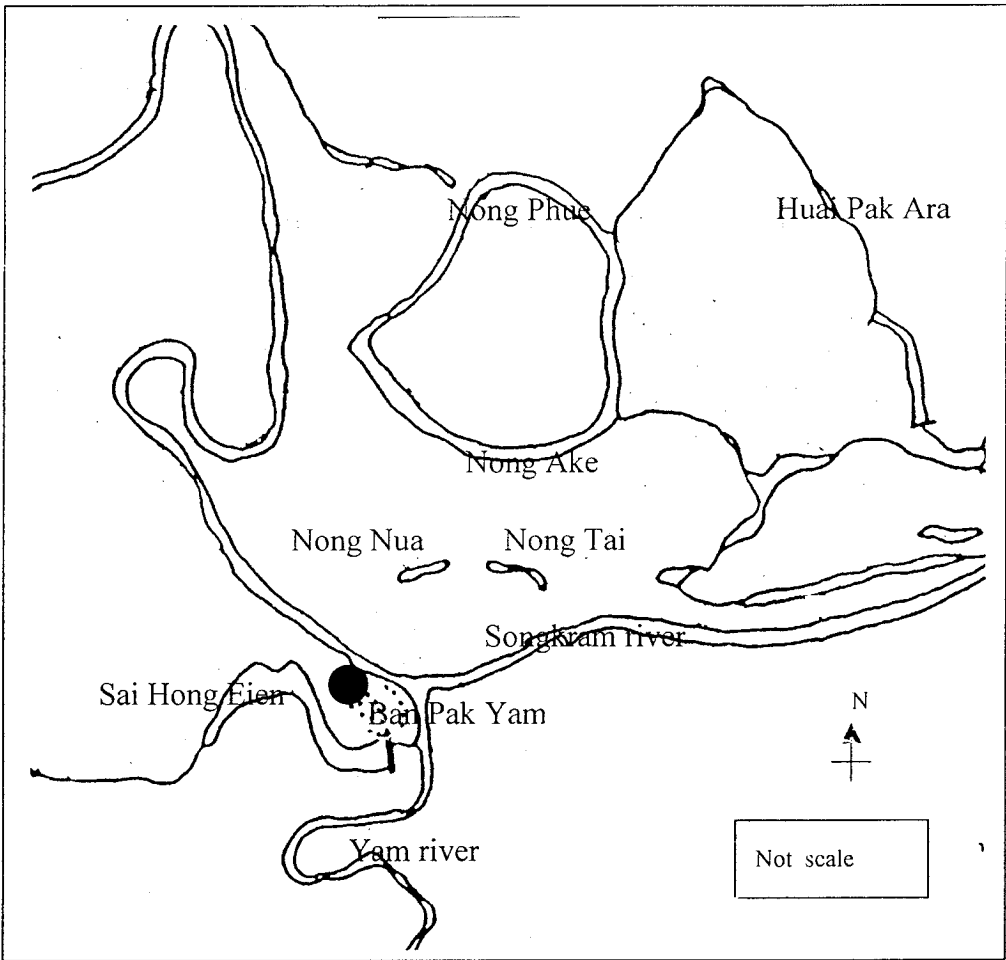 Nong Phue
Huai Pak Ara
Nong Ake
Nong Nua
Nong Tai
Songkram river
Sai Hong Eien
Ban Pak Yam
N
Yam river
Not scale